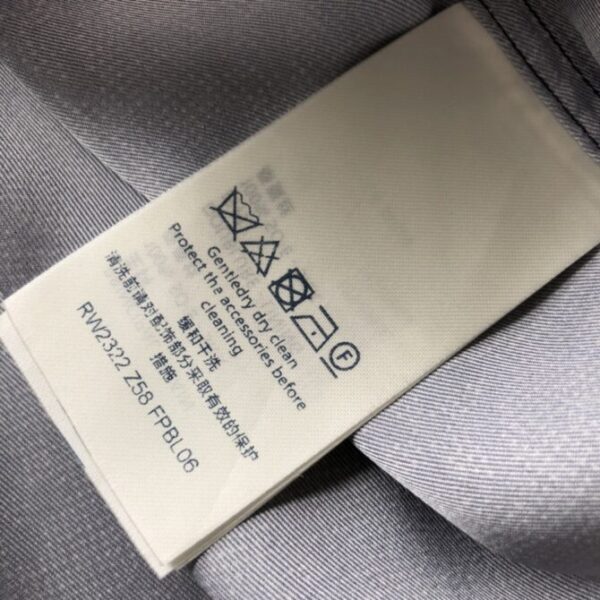 F
Gentledry dry clean
Protect the accessories before
cleaning
缓和干洗
清洗前请对配饰部分采取有效的保护
措施
RW2322 Z58 FPBL06